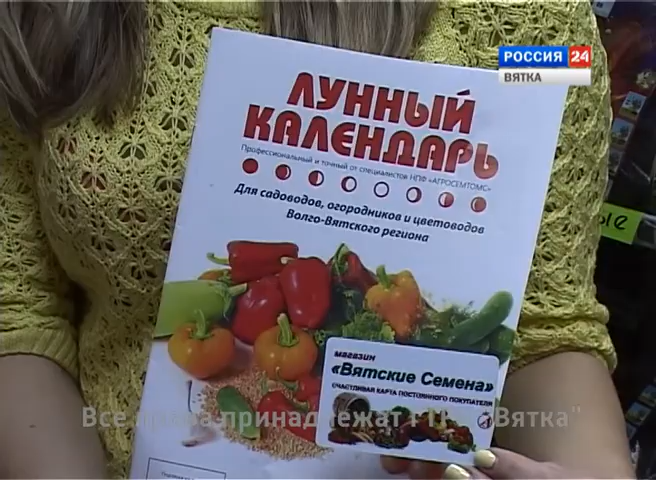 РОССИЯ 24
ВЯТКА
ЛУННЫЙ
КАЛЕНДАРЬ
Профессиональный и точный от специалистов НПФ «АГРОСЕМТОМС»
Для садоводов, огородников и цветоводов
Волго-Вятского региона
ые
магазин
«Вятские Семена»
СЧАСТЛИВАЯ КАРТА ПОСТОЯННОГО ПОКУПАТЕЛЯ
Все права принадлежат "Вятка"